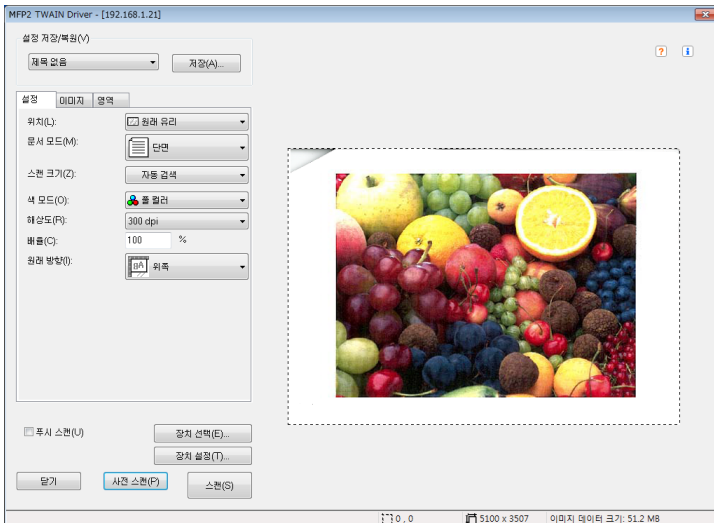 MFP2 TWAIN Driver - [192.168.1.21]
설정 저장/복원(V)
제목 없음
저장(A)...
설정 이미지 영역
위치(L): 원래 유리
문서 모드(M): 단면
스캔 크기(Z): 자동 검색
색 모드(O): 풀 컬러
해상도(R): 300 dpi
배율(C): 100 %
원래 방향(I): 위쪽
푸시 스캔(U)
장치 선택(E)...
장치 설정(T)...
닫기 사전 스캔(P) 스캔(S)
0 , 0 5100 x 3507 이미지 데이터 크기: 51.2 MB